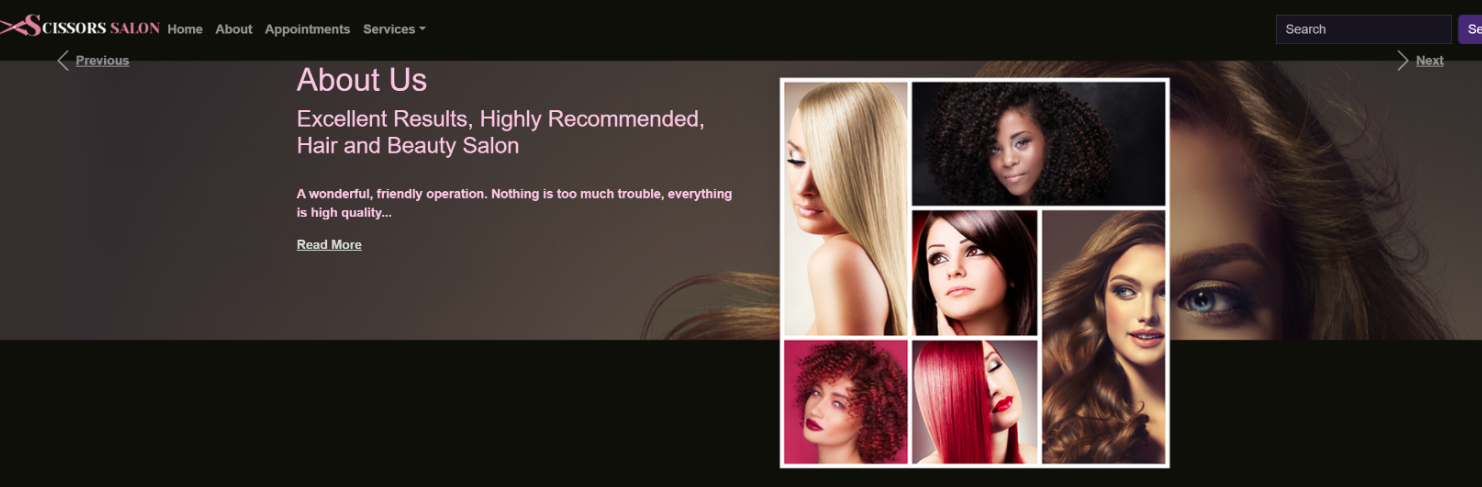 SCISSORS SALON Home About Appointments Services Search Se
Previous Next
About Us
Excellent Results, Highly Recommended,
Hair and Beauty Salon
A wonderful, friendly operation. Nothing is too much trouble, everything
is high quality...
Read More